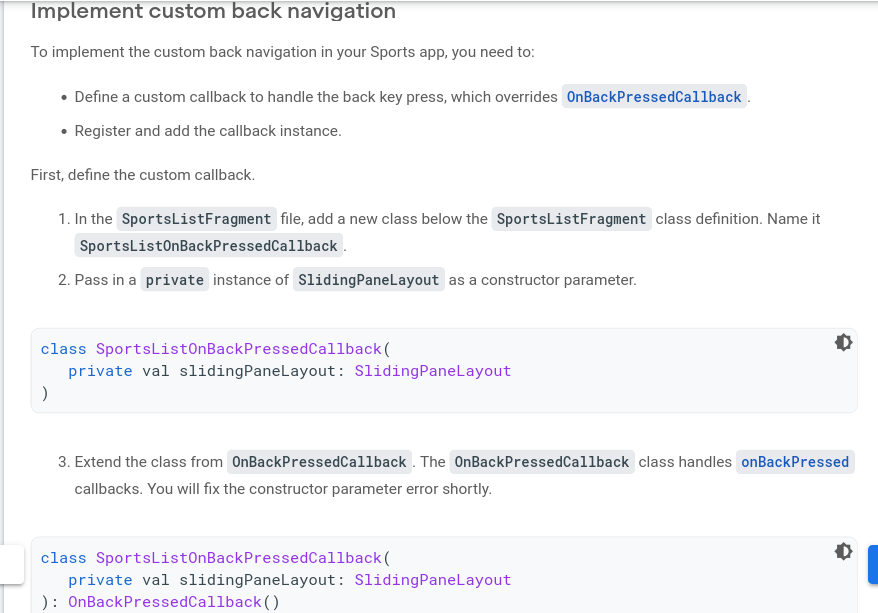 Implement custom back navigation
To implement the custom back navigation in your Sports app, you need to:
• Define a custom callback to handle the back key press, which overrides OnBackPressedCallback.
• Register and add the callback instance.
First, define the custom callback.
1. In the SportsListFragment file, add a new class below the SportsListFragment class definition. Name it
SportsListOnBackPressedCallback.
2. Pass in a private instance of SlidingPaneLayout as a constructor parameter.
class SportsListOnBackPressedCallback(
   private val slidingPaneLayout: SlidingPaneLayout
)
3. Extend the class from OnBackPressedCallback. The OnBackPressedCallback class handles onBackPressed
callbacks. You will fix the constructor parameter error shortly.
class SportsListOnBackPressedCallback(
   private val slidingPaneLayout: SlidingPaneLayout
): OnBackPressedCallback()